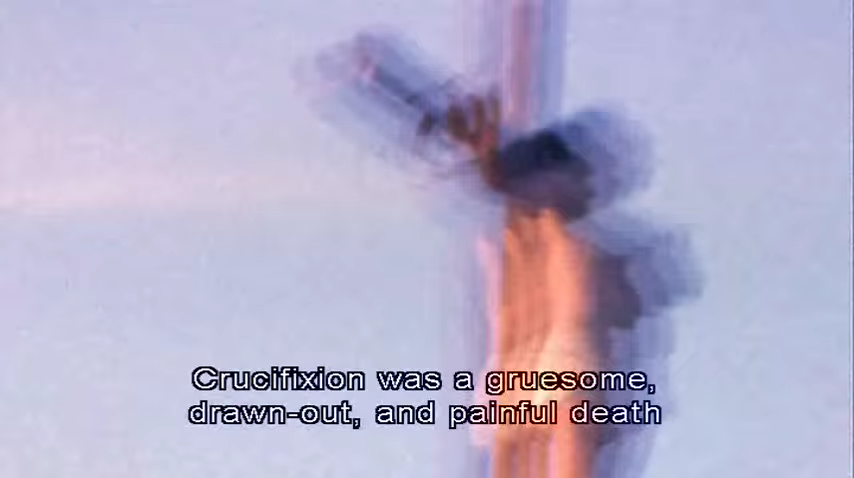 Crucifixion was a gruesome,
drawn-out, and painful death